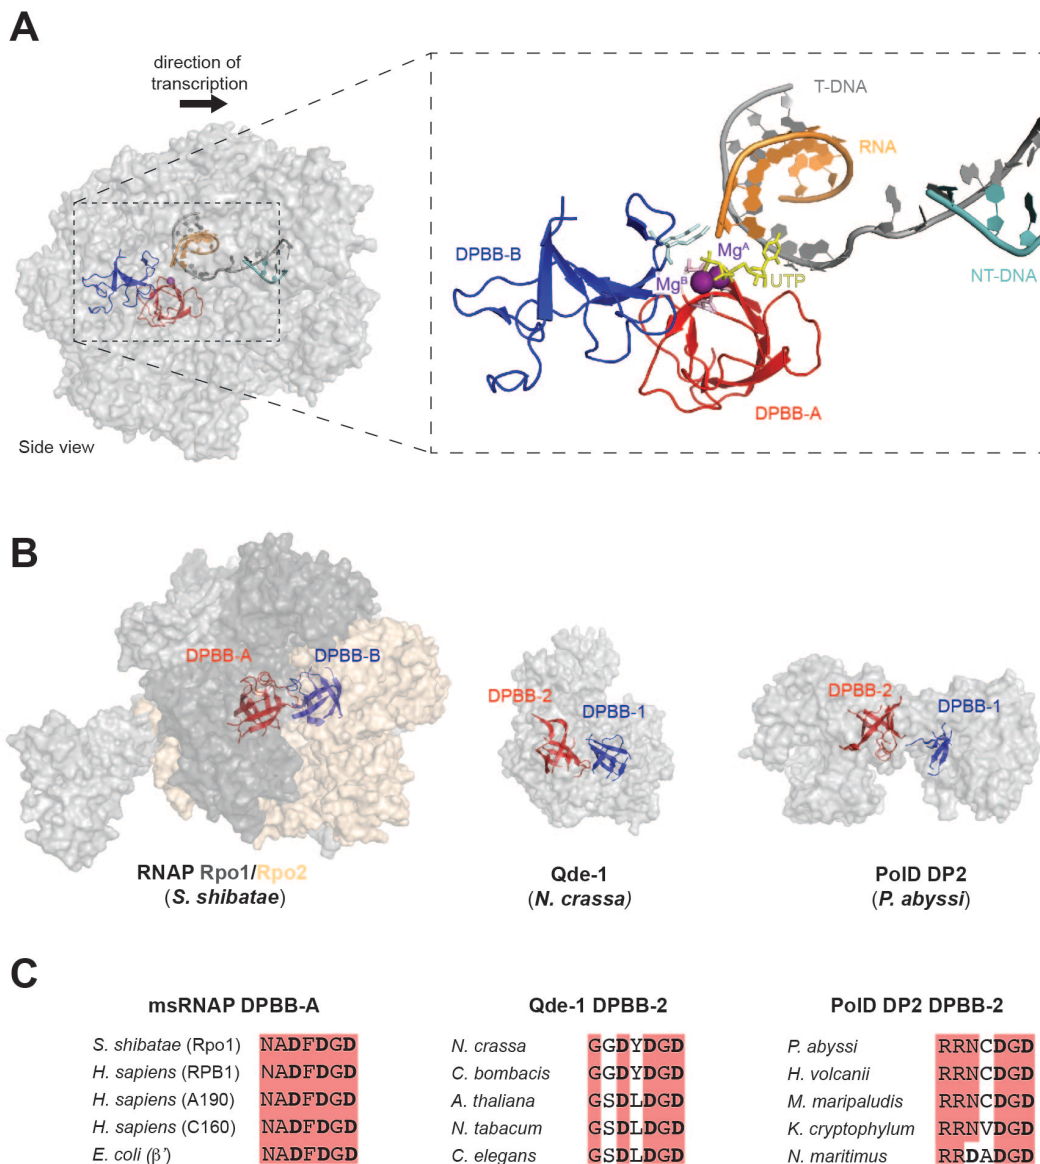 A
direction of
transcription
Side view
T-DNA
RNA
DPBB-B
Mg^A
Mg^B
UTP
NT-DNA
DPBB-A
B
DPBB-A
DPBB-B
RNAP Rpo1/Rpo2
(S. shibatae)
DPBB-2
DPBB-1
Qde-1
(N. crassa)
DPBB-2
DPBB-1
PolD DP2
(P. abyssi)
C
msRNAP DPBB-A
S. shibatae (Rpo1) NADFDGD
H. sapiens (RPB1) NADFDGD
H. sapiens (A190) NADFDGD
H. sapiens (C160) NADFDGD
E. coli (β') NADFDGD
Qde-1 DPBB-2
N. crassa GGDYDGD
C. bombacis GGDYDGD
A. thaliana GSDLDGD
N. tabacum GSDLDGD
C. elegans GSDLDGD
PolD DP2 DPBB-2
P. abyssi RRNCDGD
H. volcanii RRNCDGD
M. maripaludis RRNCDGD
K. cryptophylum RRNVDGD
N. maritimus RRDADGD